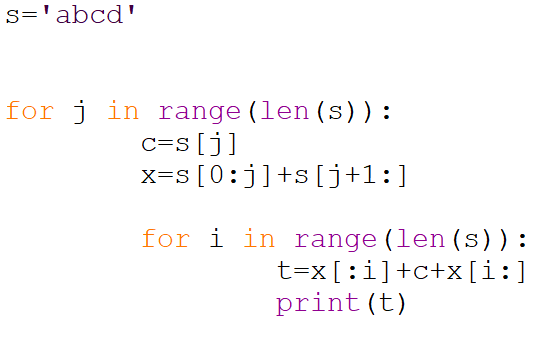 s='abcd'
for j in range(len(s)):
        c=s[j]
        x=s[0:j]+s[j+1:]
        for i in range(len(s)):
                t=x[:i]+c+x[i:]
                print(t)